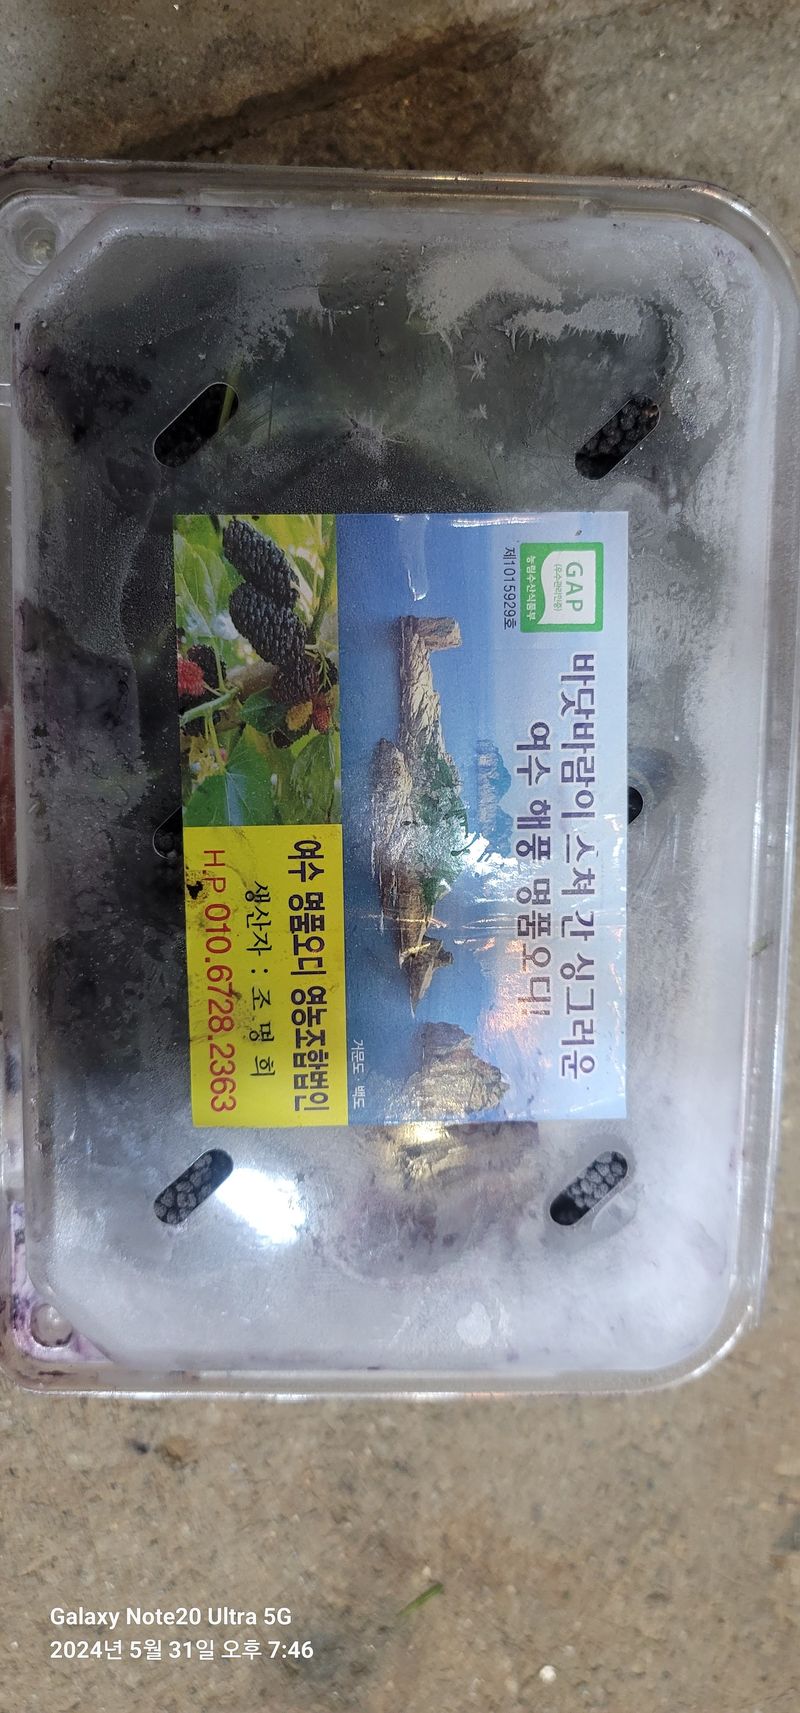 GAP
(우수관리인증)
농림수산식품부
제1015929호
바닷바람이 스쳐 간 싱그러운
여수 해풍 명품오디!
거문도 백도
여수 명품오디 영농조합법인
생산자 : 조 명 희
H.P 010.6728.2363
Galaxy Note20 Ultra 5G
2024년 5월 31일 오후 7:46